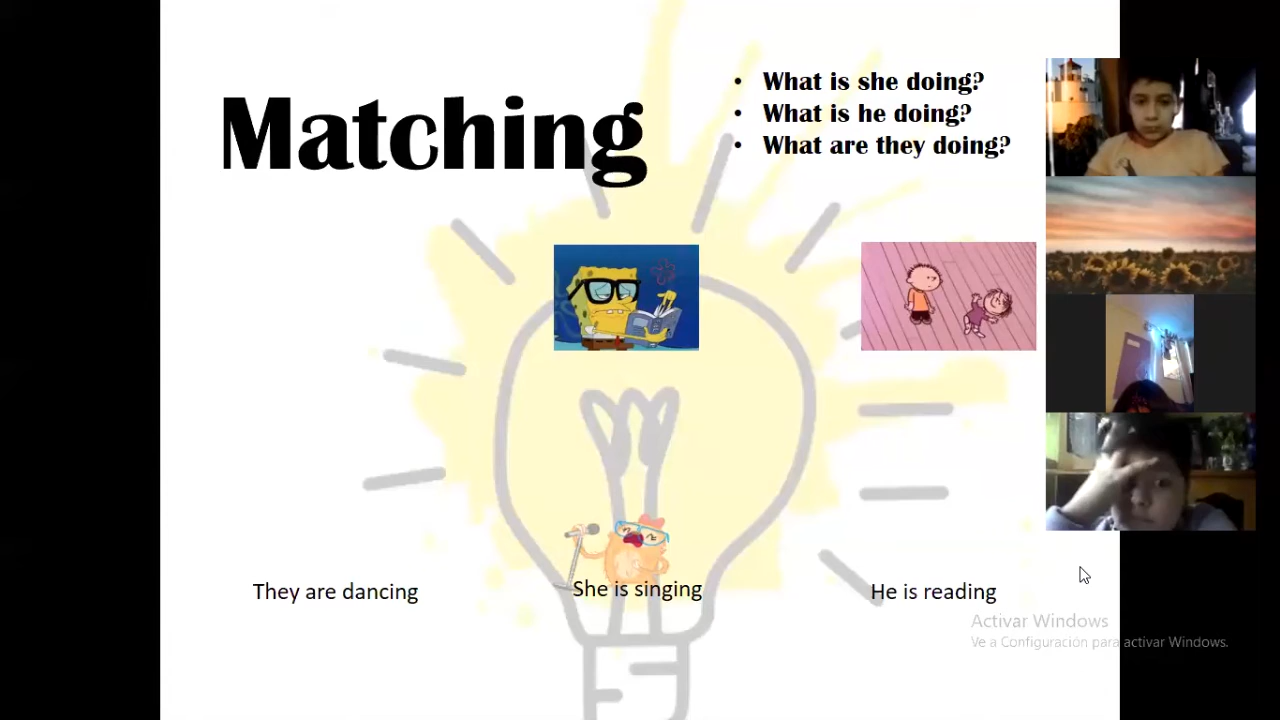 Matching
• What is she doing?
• What is he doing?
• What are they doing?
They are dancing
She is singing
He is reading
Activar Windows
Ve a Configuración para activar Windows.